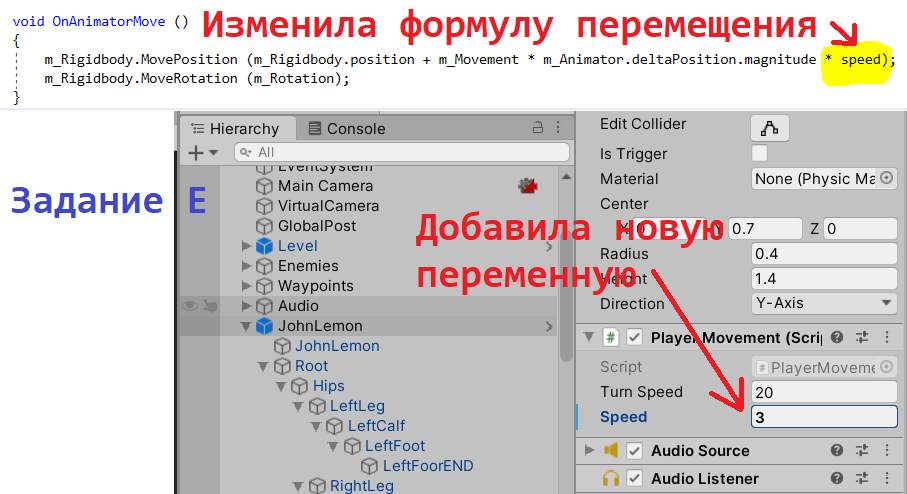 void OnAnimatorMove ()
Изменила формулу перемещения
{
m_Rigidbody.MovePosition (m_Rigidbody.position + m_Movement * m_Animator.deltaPosition.magnitude * speed);
m_Rigidbody.MoveRotation (m_Rotation);
}
Задание E
Hierarchy
Console
All
EventSystem
Main Camera
VirtualCamera
GlobalPost
Level
Enemies
Waypoints
Audio
JohnLemon
JohnLemon
Root
Hips
LeftLeg
LeftCalf
LeftFoot
LeftFoorEND
RightLeg
Edit Collider
Is Trigger
Material
None (Physic Ma
Center
X 0 Y 0.7 Z 0
Добавила новую
переменную
Radius
0.4
Height
1.4
Direction
Y-Axis
Player Movement (Scrip
Script
PlayerMoveme
Turn Speed
20
Speed
3
Audio Source
Audio Listener